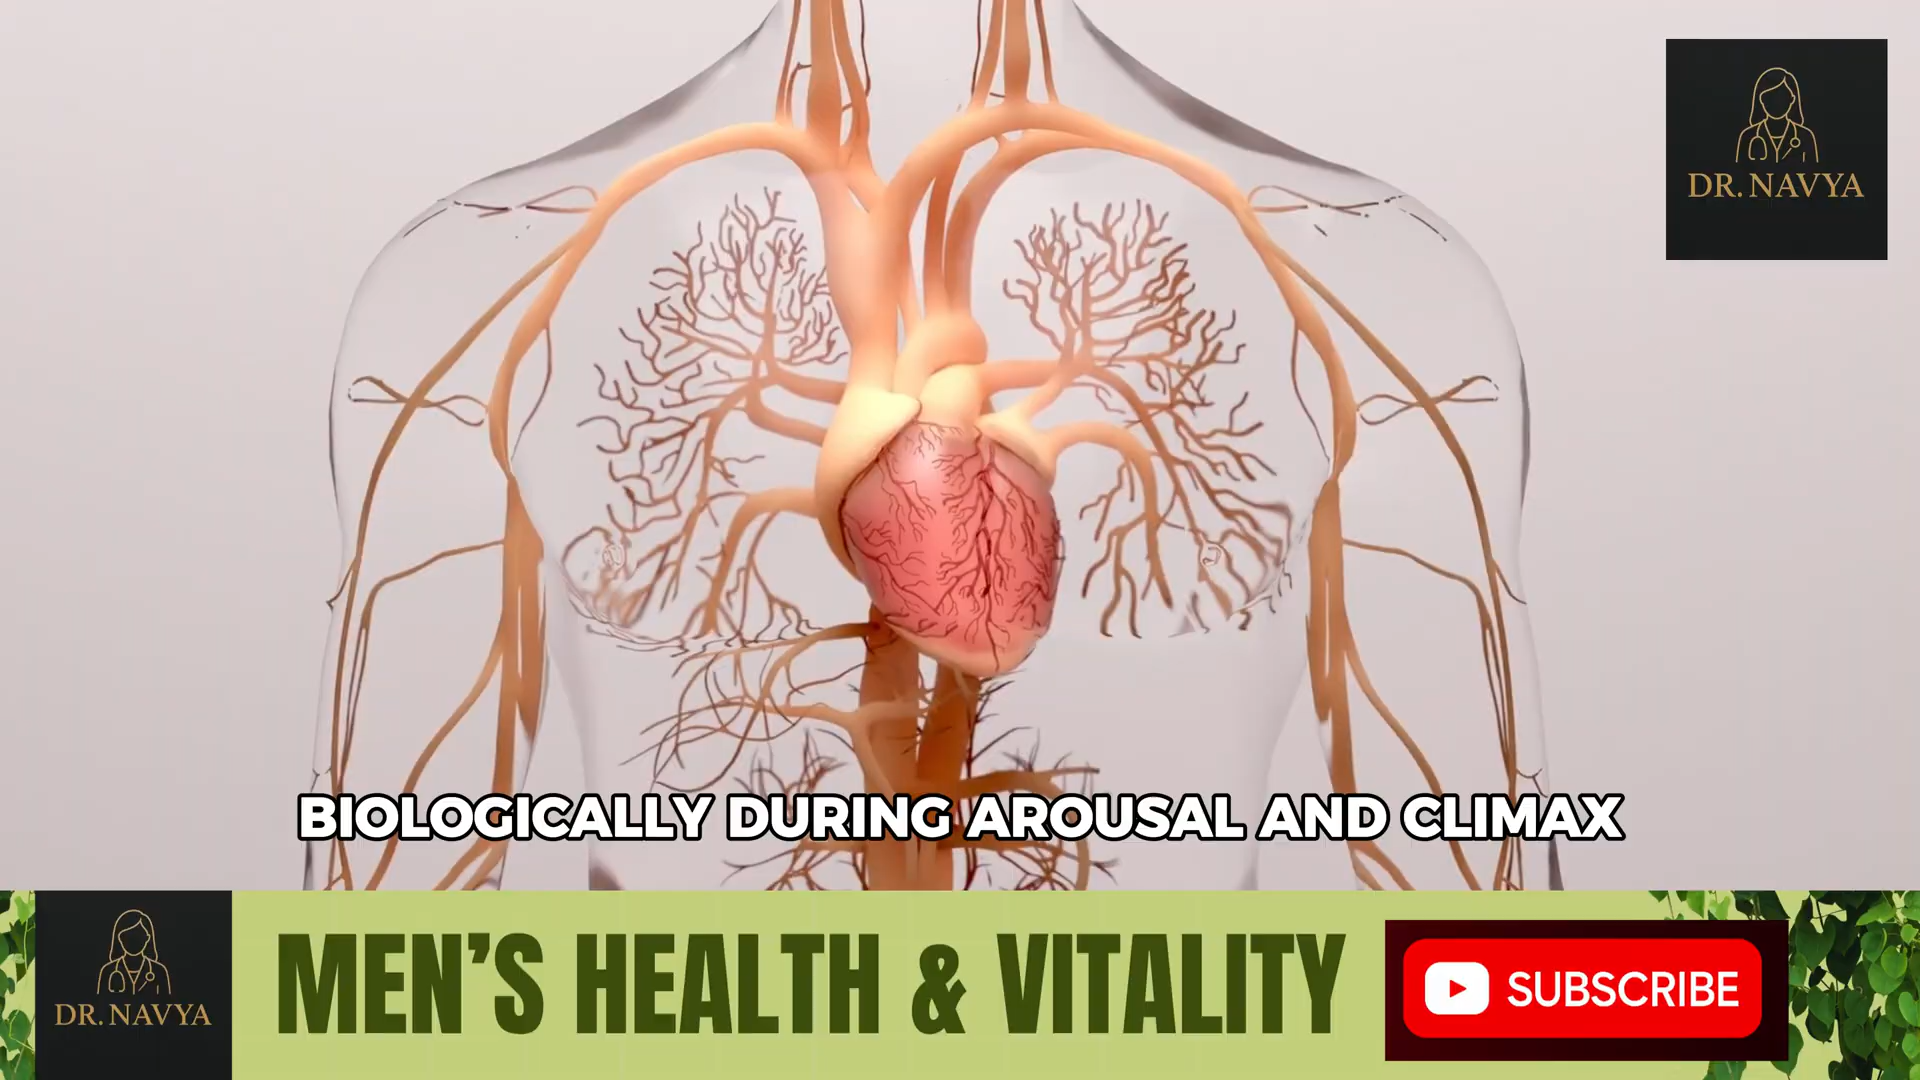 DR. NAVYA
BIOLOGICALLY DURING AROUSAL AND CLIMAX
DR. NAVYA
MEN'S HEALTH & VITALITY
SUBSCRIBE